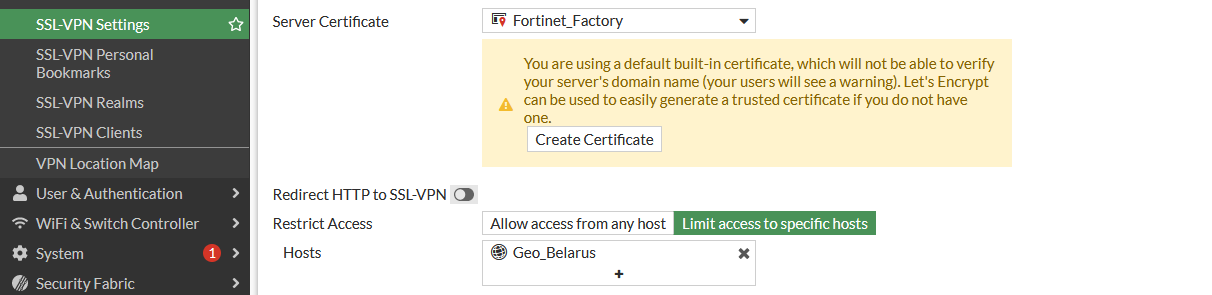 SSL-VPN Settings
SSL-VPN Personal
Bookmarks
SSL-VPN Realms
SSL-VPN Clients
VPN Location Map
User & Authentication
WiFi & Switch Controller
System 1
Security Fabric
Server Certificate Fortinet_Factory
You are using a default built-in certificate, which will not be able to verify
your server's domain name (your users will see a warning). Let's Encrypt
can be used to easily generate a trusted certificate if you do not have
one.
Create Certificate
Redirect HTTP to SSL-VPN
Restrict Access Allow access from any host Limit access to specific hosts
Hosts Geo_Belarus
+